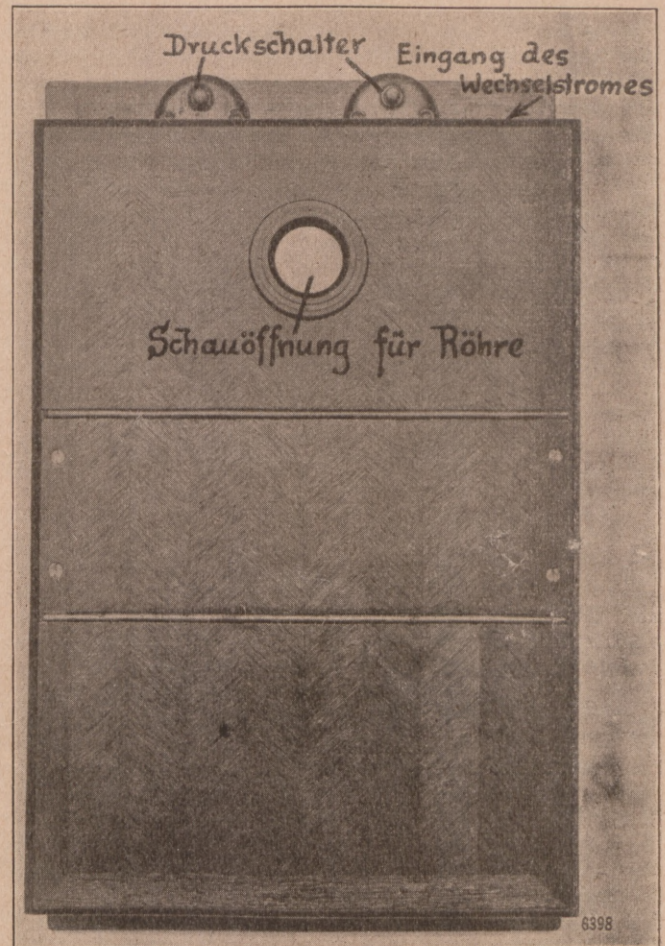 Druckschalter
Eingang des
Wechselstromes
Schauöffnung für Röhre
6398